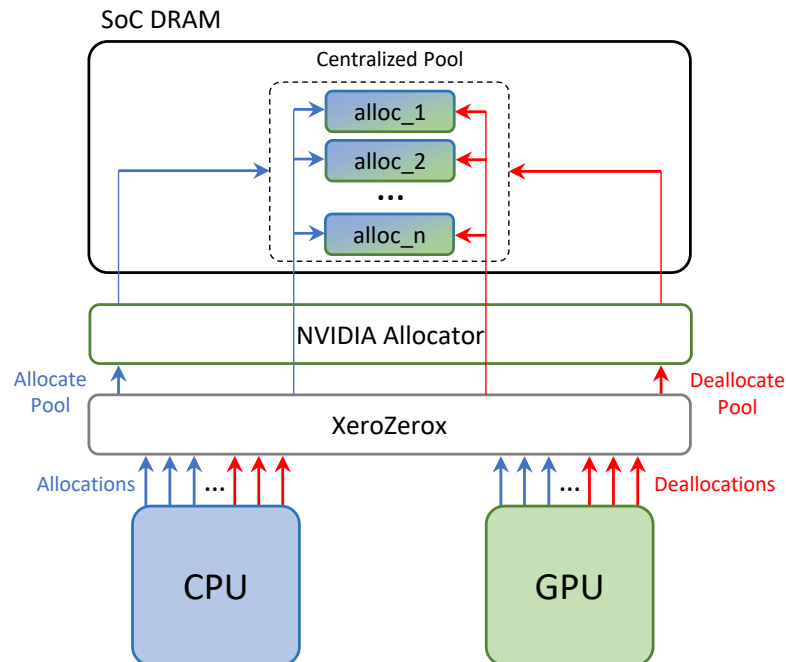 SoC DRAM
Centralized Pool
alloc_1
alloc_2
...
alloc_n
NVIDIA Allocator
Allocate
Pool
Deallocate
Pool
XeroZerox
Allocations
...
...
Deallocations
CPU
GPU